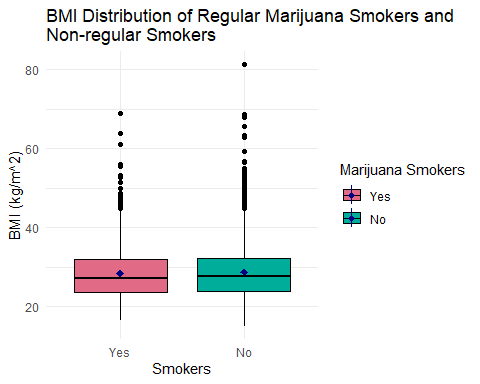 BMI Distribution of Regular Marijuana Smokers and
Non-regular Smokers
80
60
40
20
BMI (kg/m^2)
Yes
No
Smokers
Marijuana Smokers
Yes
No